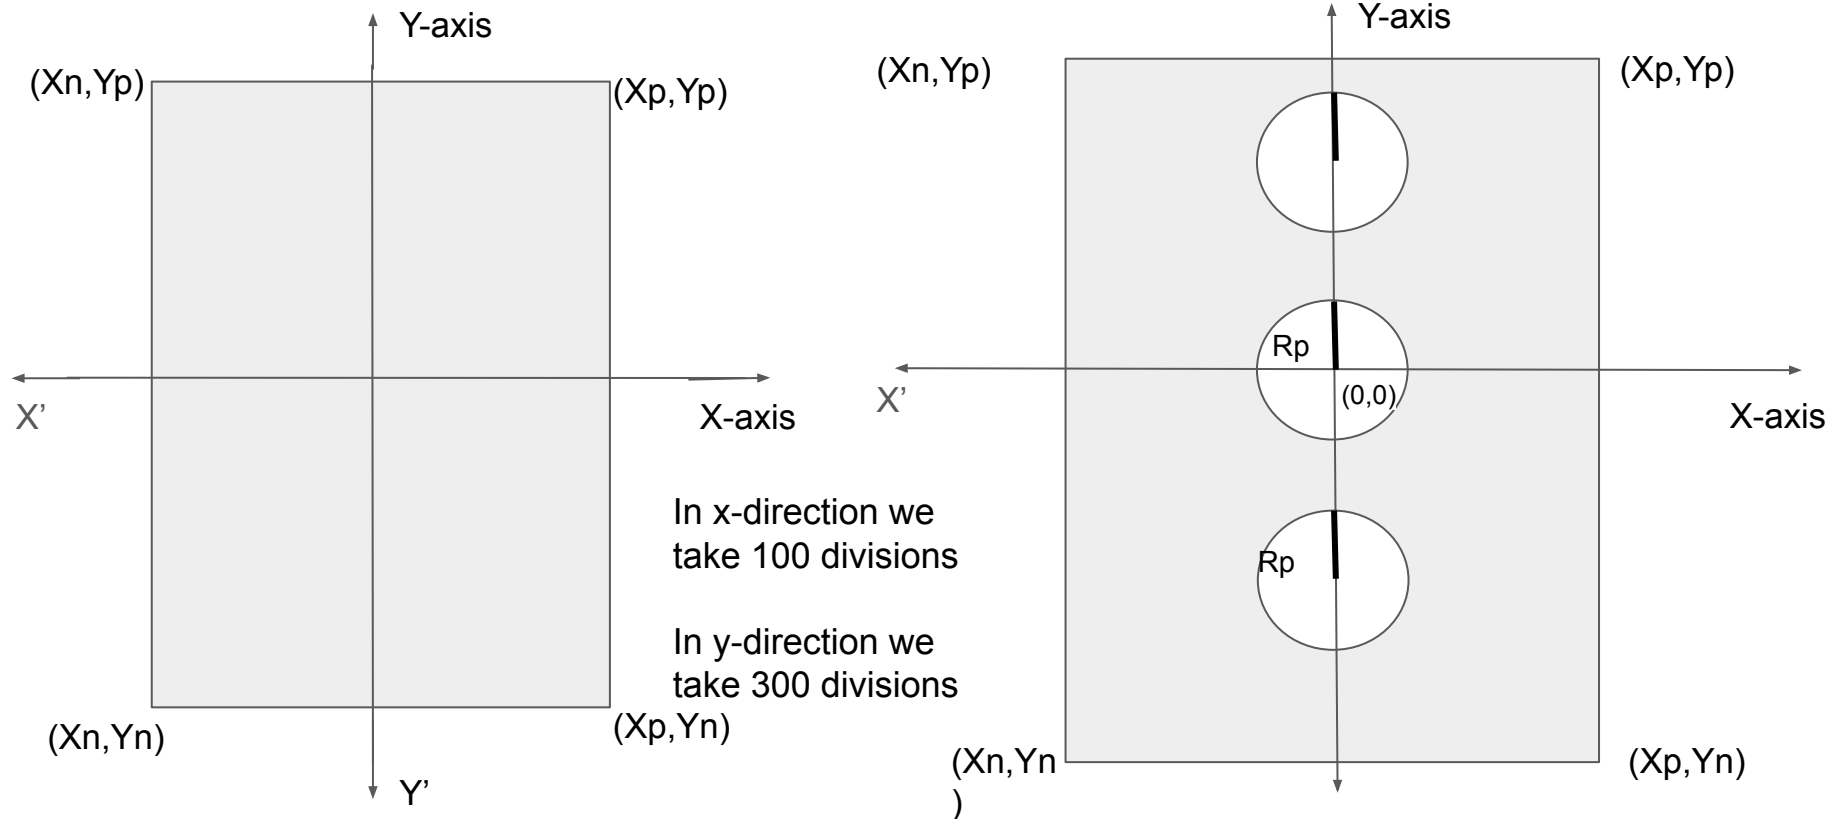 Y-axis
(Xn,Yp)
(Xp,Yp)
X’
X-axis
(Xn,Yn)
(Xp,Yn)
Y’
In x-direction we
take 100 divisions
In y-direction we
take 300 divisions
Y-axis
(Xn,Yp)
(Xp,Yp)
Rp
(0,0)
X’
X-axis
Rp
(Xn,Yn
)
(Xp,Yn)